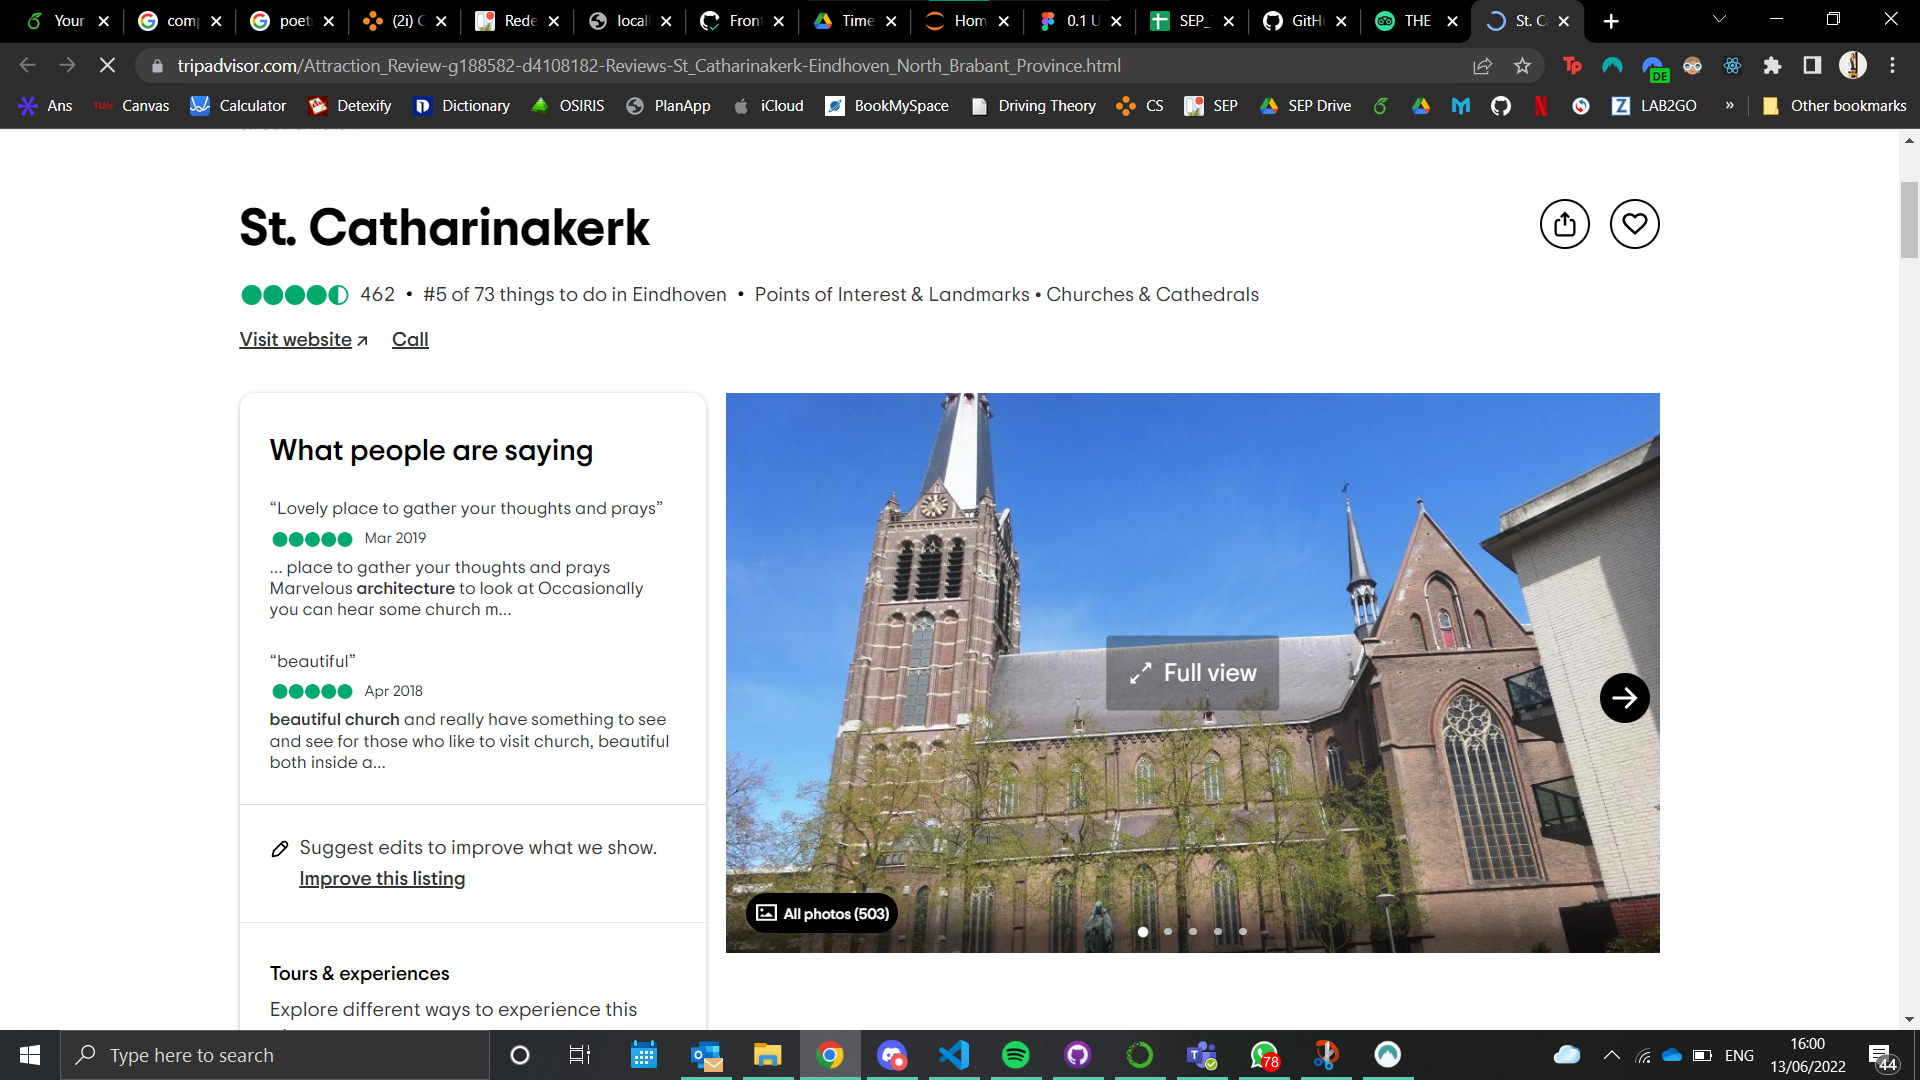 Your
com
poet
(2i) C
Rede
locall
Front
Time
Hom
0.1 U
SEP_
GitH
THE
St. C
tripadvisor.com/Attraction_Review-g188582-d4108182-Reviews-St_Catharinakerk-Eindhoven_North_Brabant_Province.html
DE
Ans
TU/e Canvas
Calculator
Detexify
Dictionary
OSIRIS
PlanApp
iCloud
BookMySpace
Driving Theory
CS
SEP
SEP Drive
LAB2GO
»
Other bookmarks
St. Catharinakerk
462 • #5 of 73 things to do in Eindhoven • Points of Interest & Landmarks • Churches & Cathedrals
Visit website Call
What people are saying
“Lovely place to gather your thoughts and prays”
Mar 2019
... place to gather your thoughts and prays
Marvelous architecture to look at Occasionally
you can hear some church m...
“beautiful”
Apr 2018
beautiful church and really have something to see
and see for those who like to visit church, beautiful
both inside a...
Suggest edits to improve what we show.
Improve this listing
Tours & experiences
Explore different ways to experience this
Full view
All photos (503)
Type here to search
78
ENG
16:00
13/06/2022
44